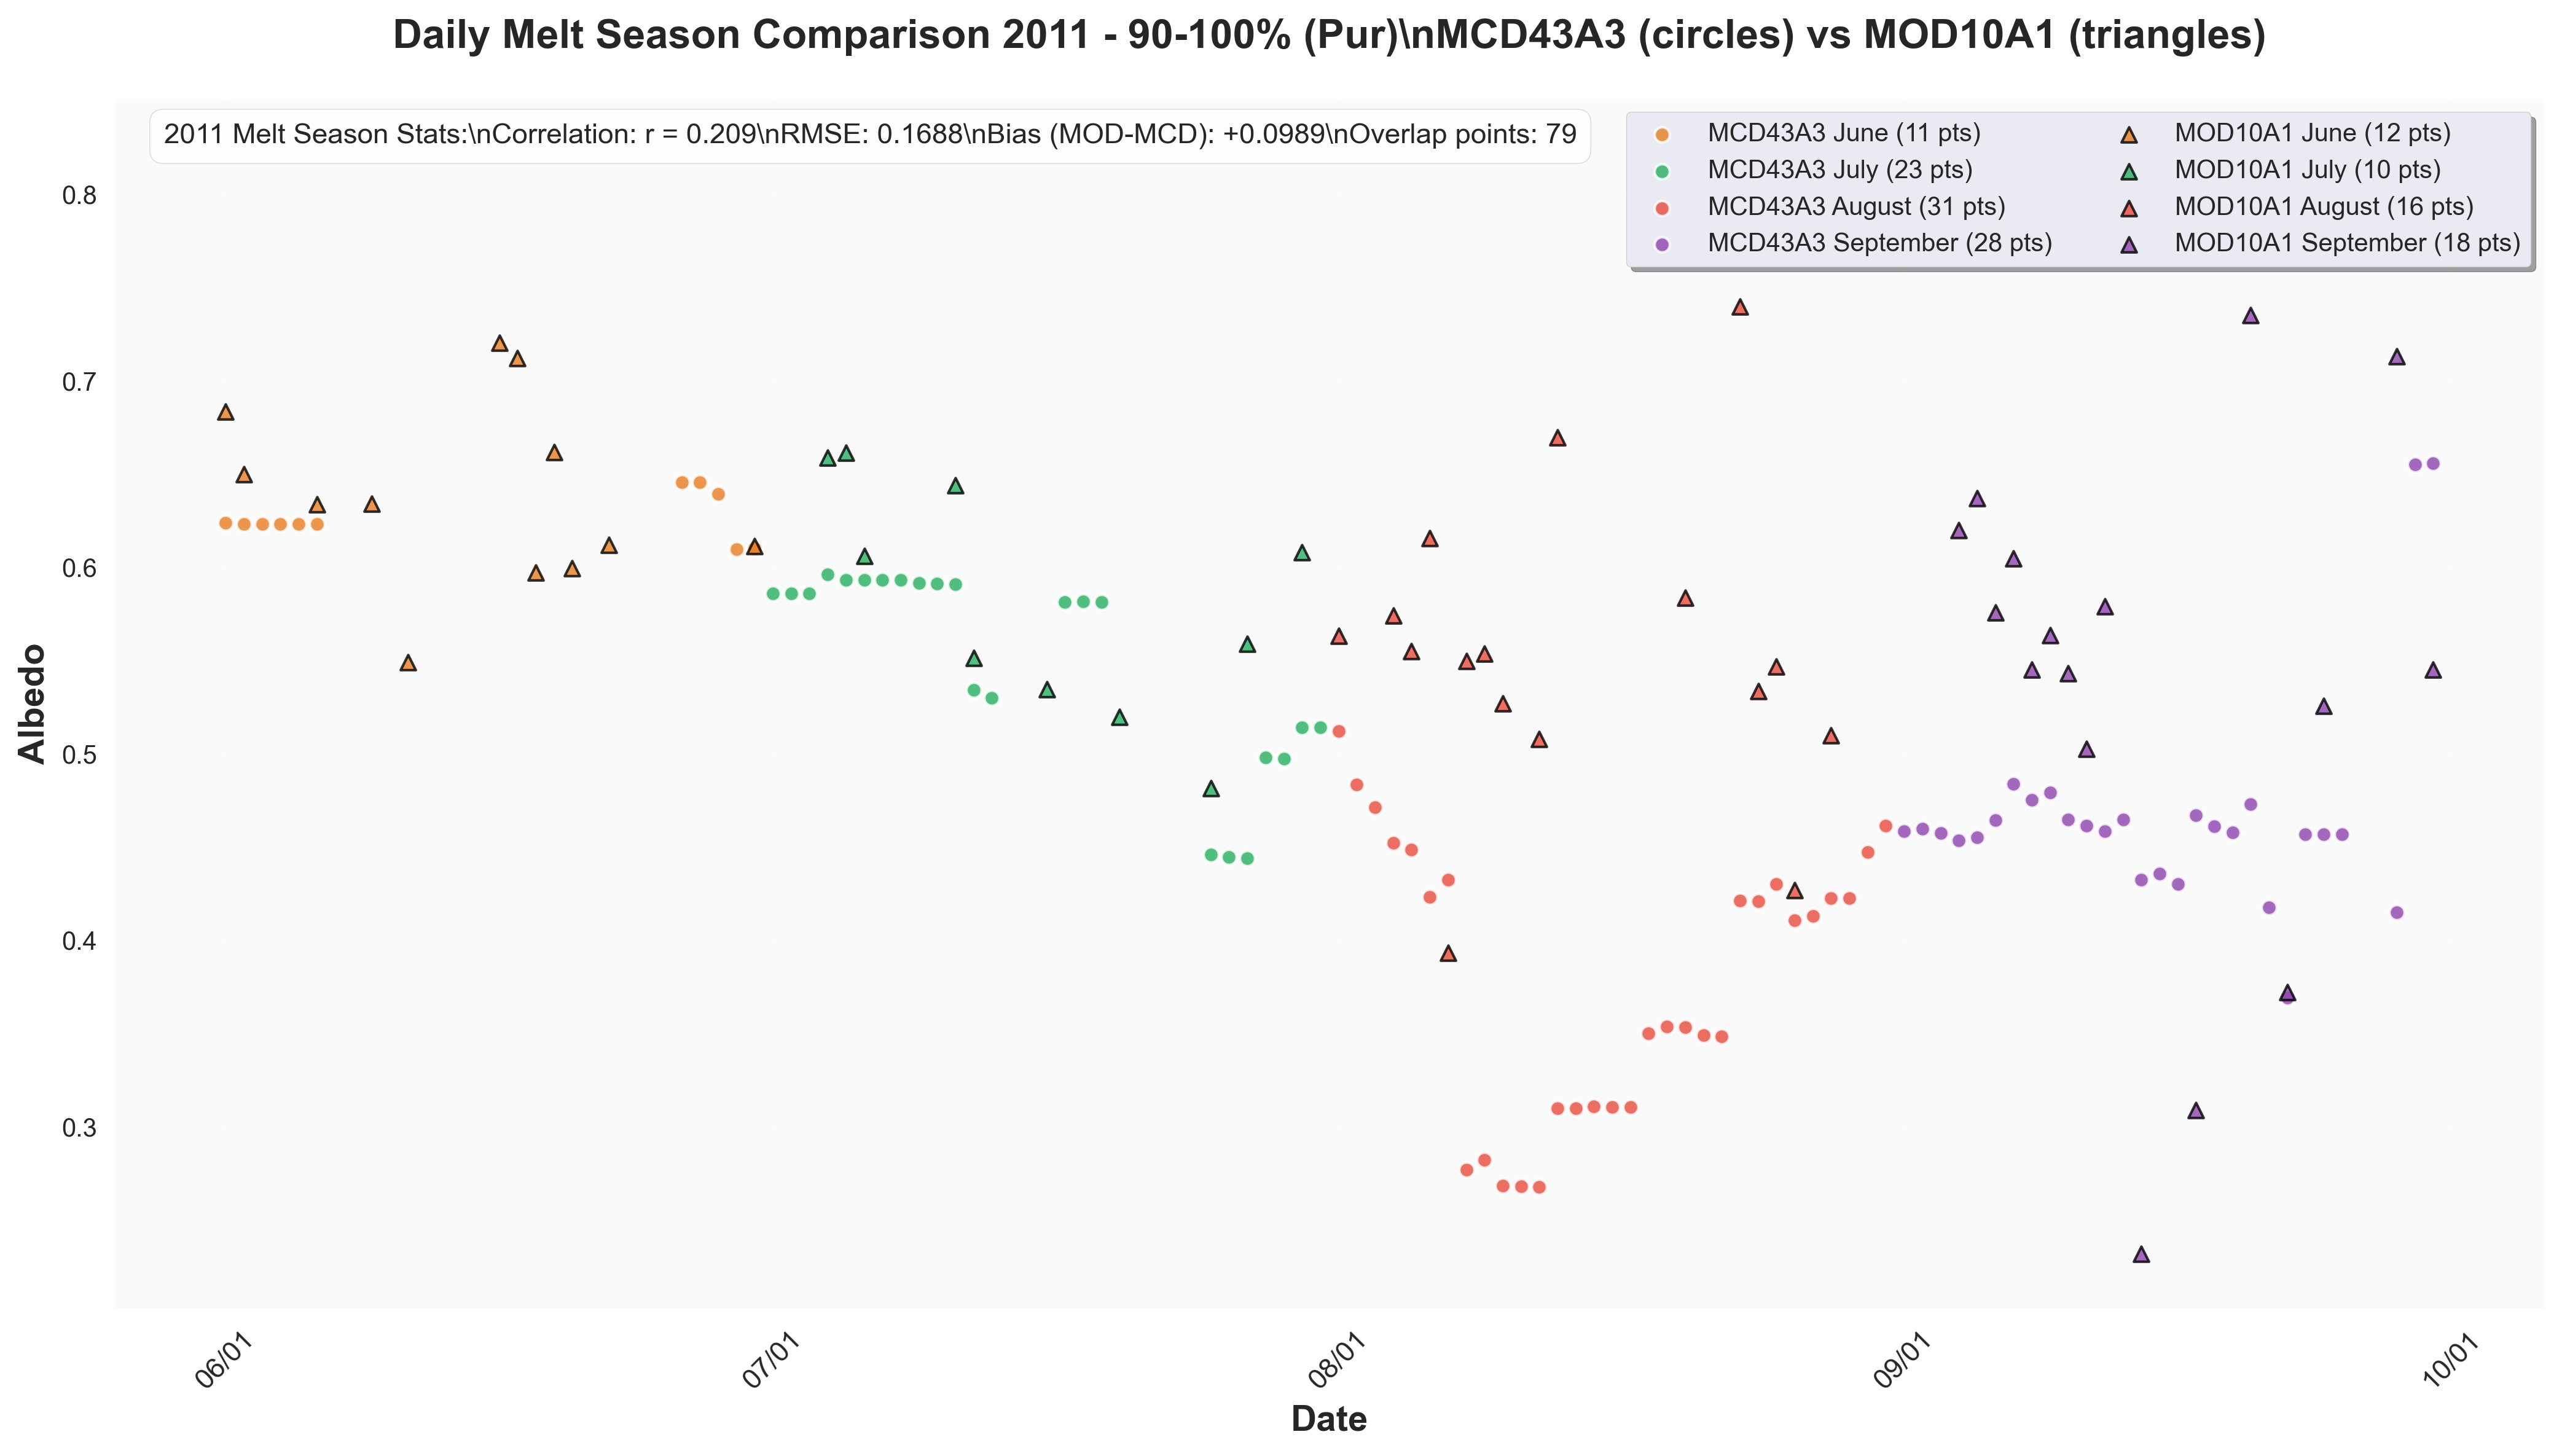 Daily Melt Season Comparison 2011 - 90-100% (Pur)\nMCD43A3 (circles) vs MOD10A1 (triangles)
2011 Melt Season Stats:\nCorrelation: r = 0.209\nRMSE: 0.1688\nBias (MOD-MCD): +0.0989\nOverlap points: 79
MCD43A3 June (11 pts)
MCD43A3 July (23 pts)
MCD43A3 August (31 pts)
MCD43A3 September (28 pts)
MOD10A1 June (12 pts)
MOD10A1 July (10 pts)
MOD10A1 August (16 pts)
MOD10A1 September (18 pts)
Albedo
0.8
0.7
0.6
0.5
0.4
0.3
06/01
07/01
08/01
09/01
10/01
Date